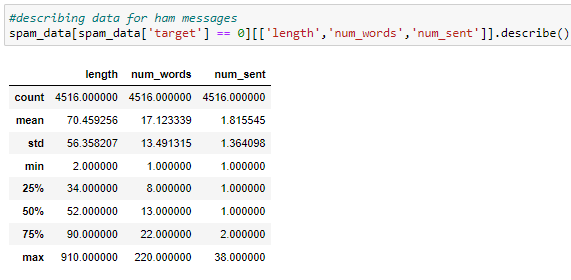 #describing data for ham messages
spam_data[spam_data['target'] == 0][['length','num_words','num_sent']].describe()
length num_words num_sent
count 4516.000000 4516.000000 4516.000000
mean 70.459256 17.123339 1.815545
std 56.358207 13.491315 1.364098
min 2.000000 1.000000 1.000000
25% 34.000000 8.000000 1.000000
50% 52.000000 13.000000 1.000000
75% 90.000000 22.000000 2.000000
max 910.000000 220.000000 38.000000